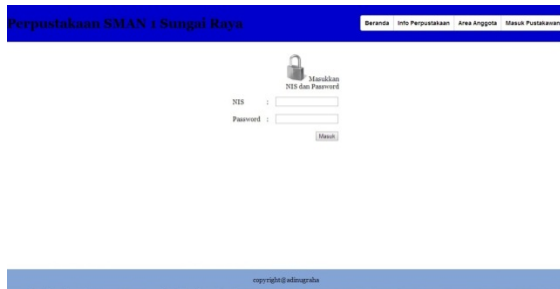 Perpustakaan SMAN 1 Sungai Raya
Beranda Info Perpustakaan Area Anggota Masuk Pustakawan
Masukkan
NIS dan Password
NIS :
Password :
Masuk
copyright@adinugraha